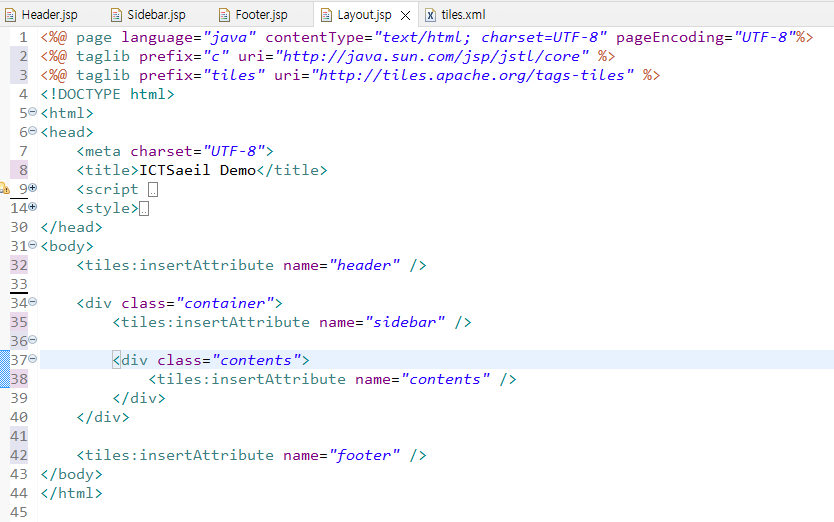 Header.jsp Sidebar.jsp Footer.jsp Layout.jsp tiles.xml
1 <%@ page language="java" contentType="text/html; charset=UTF-8" pageEncoding="UTF-8"%>
2 <%@ taglib prefix="c" uri="http://java.sun.com/jsp/jstl/core" %>
3 <%@ taglib prefix="tiles" uri="http://tiles.apache.org/tags-tiles" %>
4 <!DOCTYPE html>
5 <html>
6 <head>
7     <meta charset="UTF-8">
8     <title>ICTSaeil Demo</title>
9     <script ..
14     <style>..
30 </head>
31 <body>
32     <tiles:insertAttribute name="header" />
33
34     <div class="container">
35         <tiles:insertAttribute name="sidebar" />
36
37         <div class="contents">
38             <tiles:insertAttribute name="contents" />
39         </div>
40     </div>
41
42     <tiles:insertAttribute name="footer" />
43 </body>
44 </html>
45